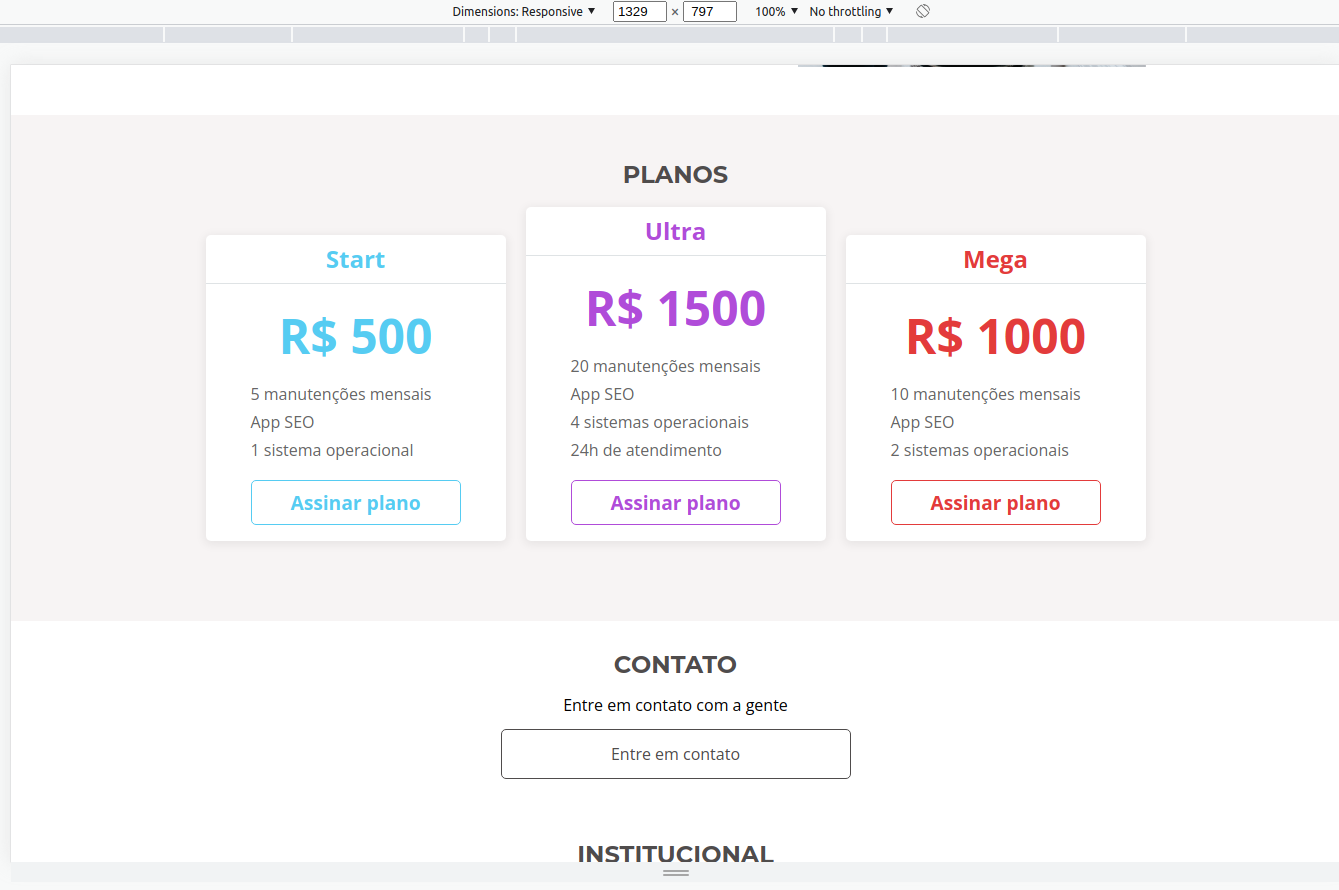 Dimensions: Responsive ▼ 1329 × 797 100% ▼ No throttling ▼
PLANOS
Start
R$ 500
5 manutenções mensais
App SEO
1 sistema operacional
Assinar plano
Ultra
R$ 1500
20 manutenções mensais
App SEO
4 sistemas operacionais
24h de atendimento
Assinar plano
Mega
R$ 1000
10 manutenções mensais
App SEO
2 sistemas operacionais
Assinar plano
CONTATO
Entre em contato com a gente
Entre em contato
INSTITUCIONAL